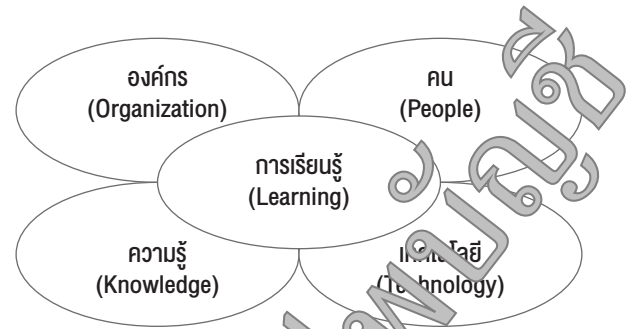 องค์กร
(Organization)
คน
(People)
การเรียนรู้
(Learning)
ความรู้
(Knowledge)